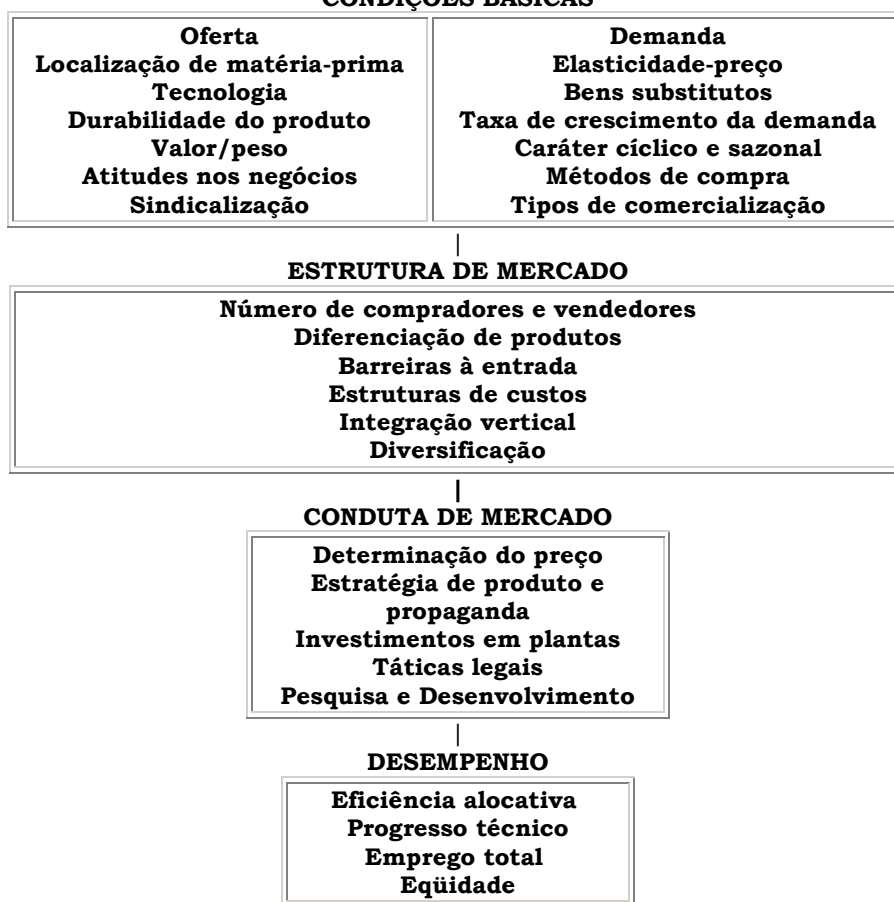 CONDIÇÕES BÁSICAS
Oferta
Localização de matéria-prima
Tecnologia
Durabilidade do produto
Valor/peso
Atitudes nos negócios
Sindicalização
Demanda
Elasticidade-preço
Bens substitutos
Taxa de crescimento da demanda
Caráter cíclico e sazonal
Métodos de compra
Tipos de comercialização
ESTRUTURA DE MERCADO
Número de compradores e vendedores
Diferenciação de produtos
Barreiras à entrada
Estruturas de custos
Integração vertical
Diversificação
CONDUTA DE MERCADO
Determinação do preço
Estratégia de produto e
propaganda
Investimentos em plantas
Táticas legais
Pesquisa e Desenvolvimento
DESEMPENHO
Eficiência alocativa
Progresso técnico
Emprego total
Eqüidade